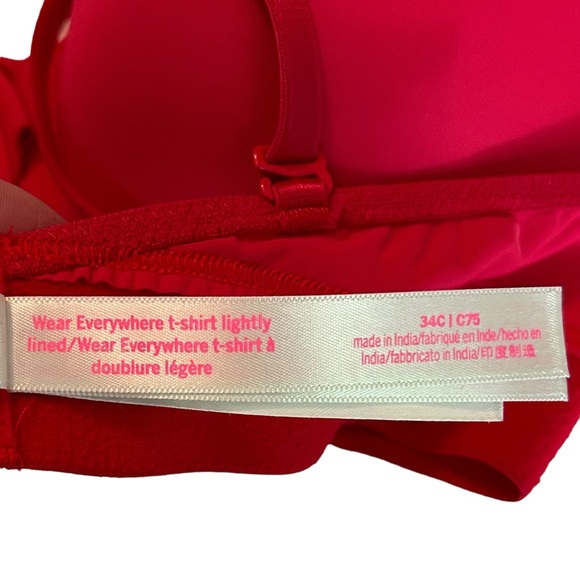 Wear Everywhere t-shirt lightly
lined/Wear Everywhere t-shirt à
doublure légère
34C | C75
made in India/fabriqué en Inde/hecho en
India/fabbricato in India/印度制造